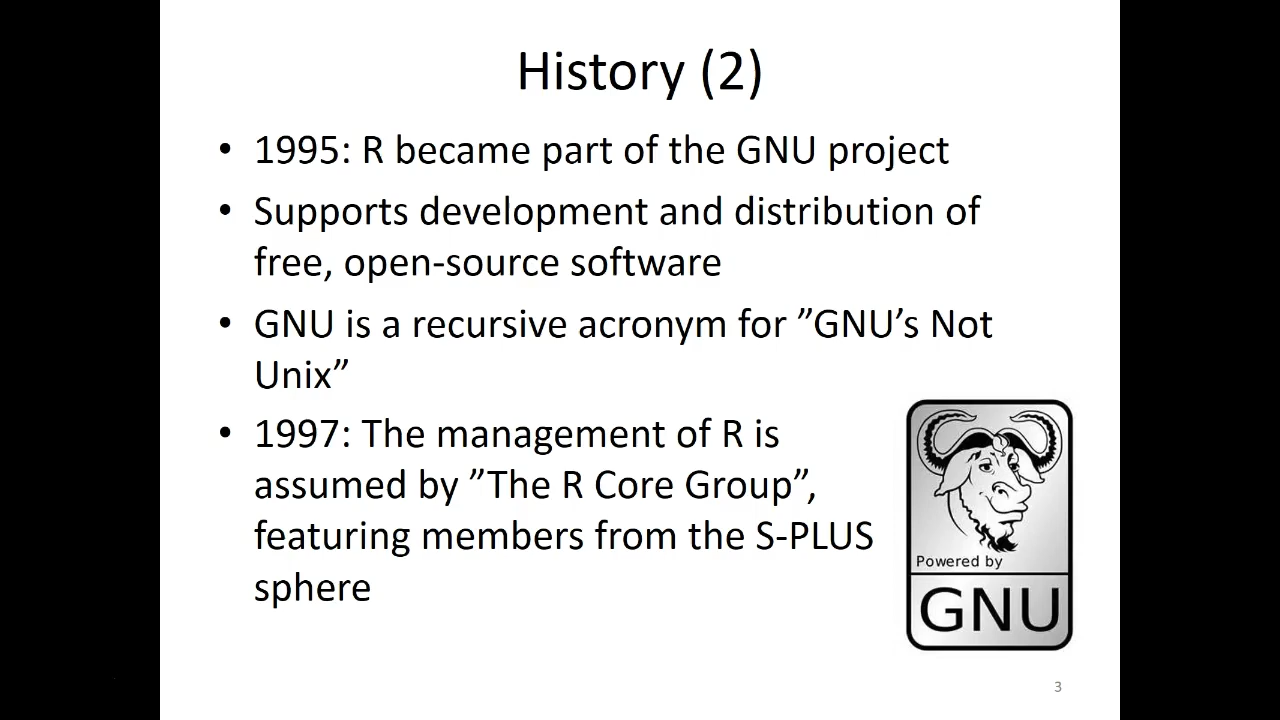 History (2)
• 1995: R became part of the GNU project
• Supports development and distribution of
free, open-source software
• GNU is a recursive acronym for ”GNU’s Not
Unix”
• 1997: The management of R is
assumed by ”The R Core Group”,
featuring members from the S-PLUS
sphere
Powered by
GNU
3